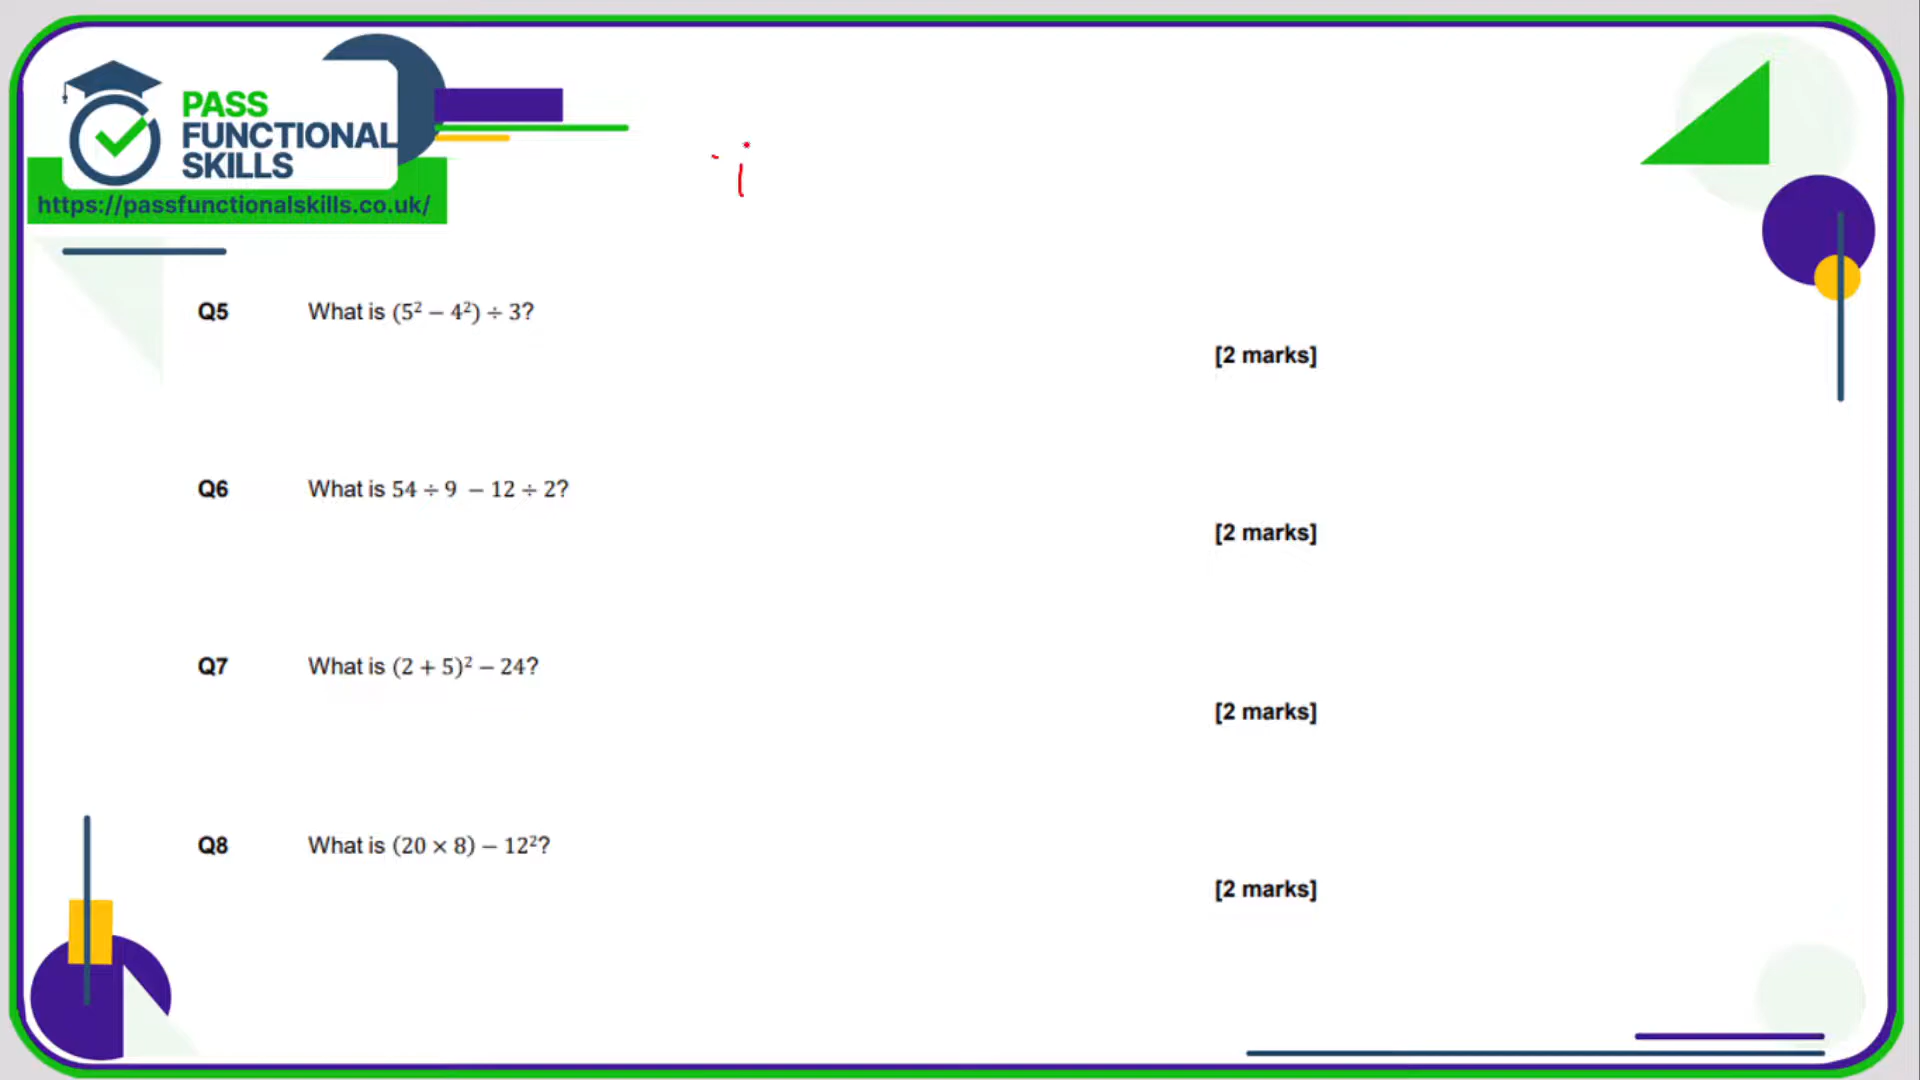 PASS
FUNCTIONAL
SKILLS
https://passfunctionalskills.co.uk/
i
Q5 What is (5² − 4²) ÷ 3?
[2 marks]
Q6 What is 54 ÷ 9 − 12 ÷ 2?
[2 marks]
Q7 What is (2 + 5)² − 24?
[2 marks]
Q8 What is (20 × 8) − 12²?
[2 marks]